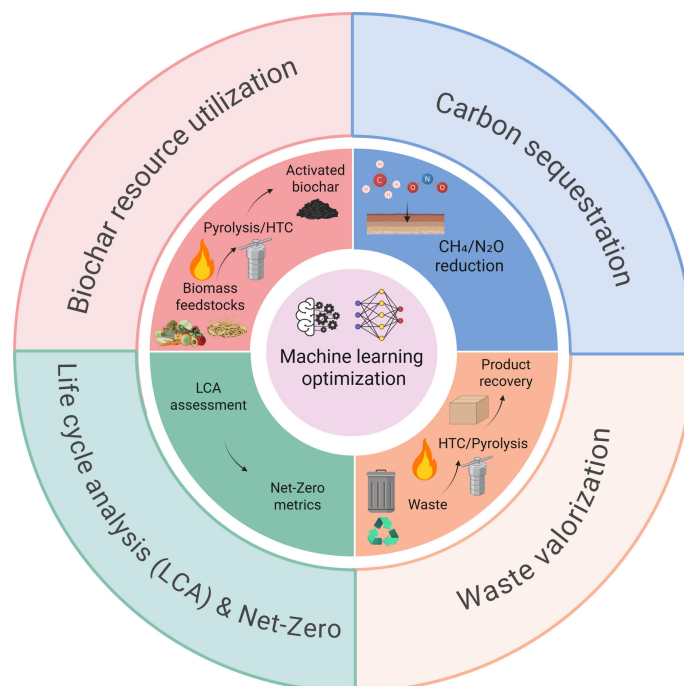 Biochar resource utilization
Carbon sequestration
Activated
biochar
Pyrolysis/HTC
Biomass
feedstocks
H
H
C
H
H
O
N
O
CH₄/N₂O
reduction
Machine learning
optimization
LCA
assessment
Net-Zero
metrics
Product
recovery
HTC/Pyrolysis
Waste
Life cycle analysis (LCA) & Net-Zero
Waste valorization